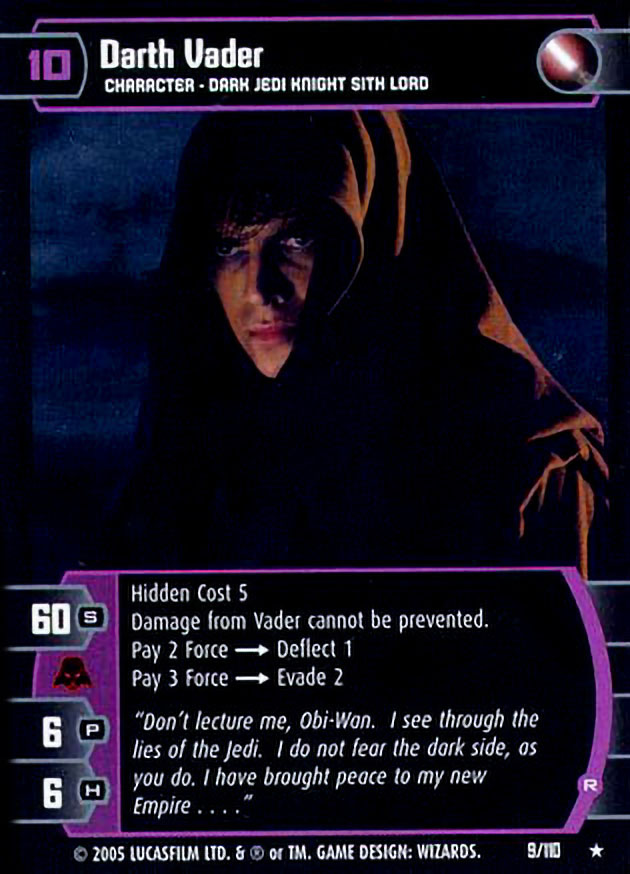 10
Darth Vader
CHARACTER - DARK JEDI KNIGHT SITH LORD
60 S
6 P
6 H
Hidden Cost 5
Damage from Vader cannot be prevented.
Pay 2 Force → Deflect 1
Pay 3 Force → Evade 2
“Don't lecture me, Obi-Wan. I see through the
lies of the Jedi. I do not fear the dark side, as
you do. I have brought peace to my new
Empire . . . .”
R
© 2005 LUCASFILM LTD. & ® or TM. GAME DESIGN: WIZARDS. 9/110 ★